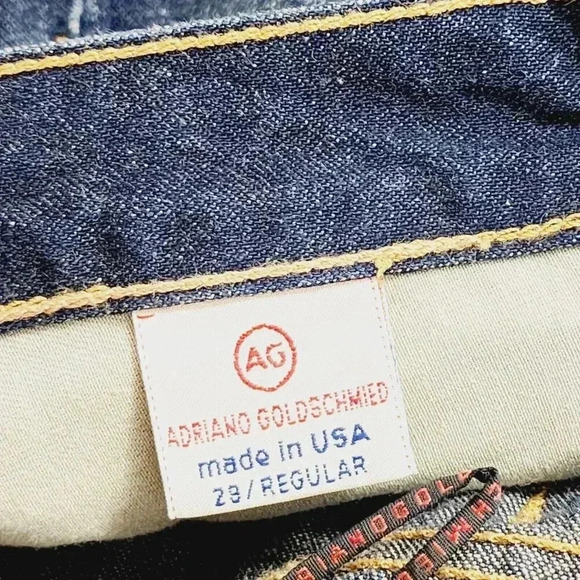 AG
ADRIANO GOLDSCHMIED
made in USA
28/REGULAR